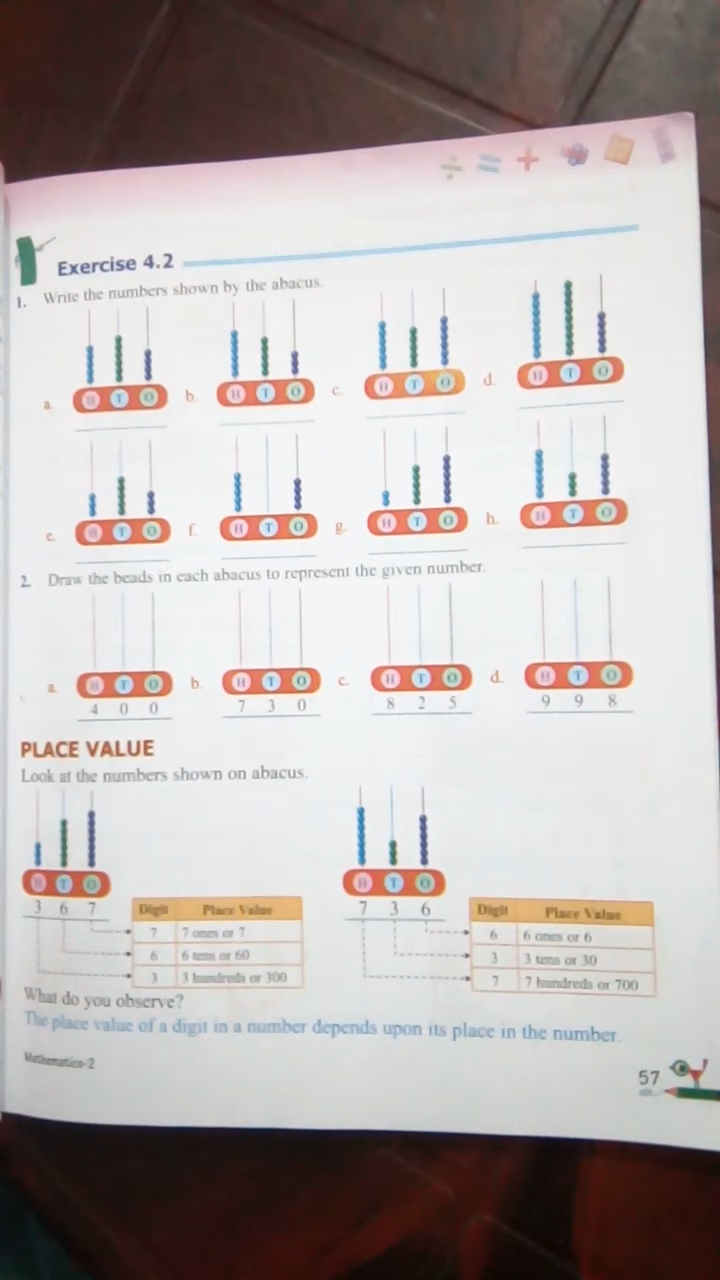 ÷ = +
Exercise 4.2
1. Write the numbers shown by the abacus.
a. H T O b. H T O c. H T O d. H T O
e. H T O f. H T O g. H T O h. H T O
2. Draw the beads in each abacus to represent the given number.
a. H T O b. H T O c. H T O d. H T O
4 0 0 7 3 0 8 2 5 9 9 8
PLACE VALUE
Look at the numbers shown on abacus.
H T O H T O
3 6 7
Digit Place Value
7 7 ones or 7
6 6 tens or 60
3 3 hundreds or 300
7 3 6
Digit Place Value
6 6 ones or 6
3 3 tens or 30
7 7 hundreds or 700
What do you observe?
The place value of a digit in a number depends upon its place in the number.
Mathematics-2
57